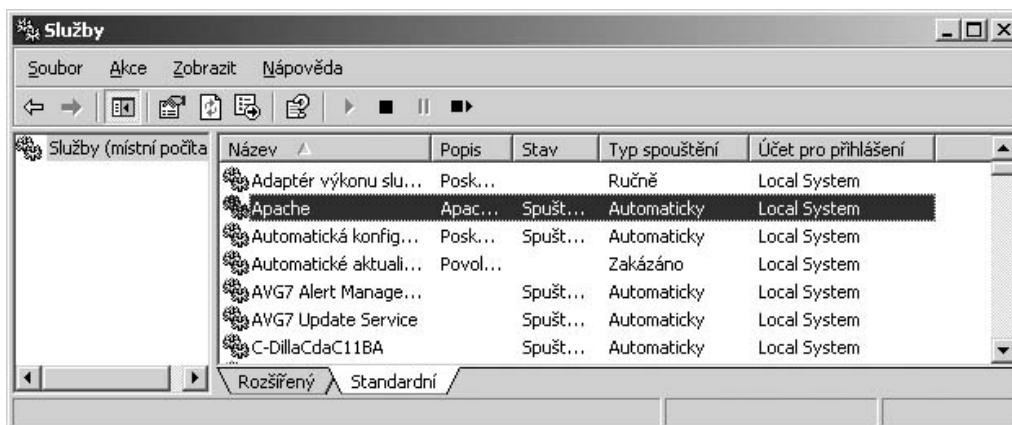 Služby
Soubor Akce Zobrazit Nápověda
Služby (místní počíta
Název Popis Stav Typ spouštění Účet pro přihlášení
Adaptér výkonu slu... Posk... Ručně Local System
Apache Apac... Spušt... Automaticky Local System
Automatická konfig... Posk... Spušt... Automaticky Local System
Automatické aktuali... Povol... Zakázáno Local System
AVG7 Alert Manage... Spušt... Automaticky Local System
AVG7 Update Service Spušt... Automaticky Local System
C-DillaCdaC11BA Spušt... Automaticky Local System
Rozšířený Standardní